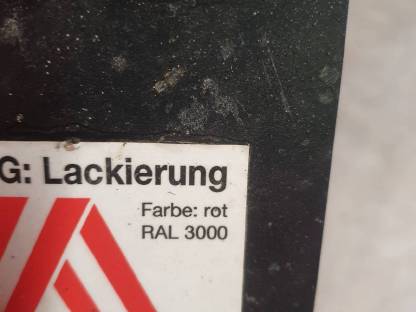 G: Lackierung
Farbe: rot
RAL 3000